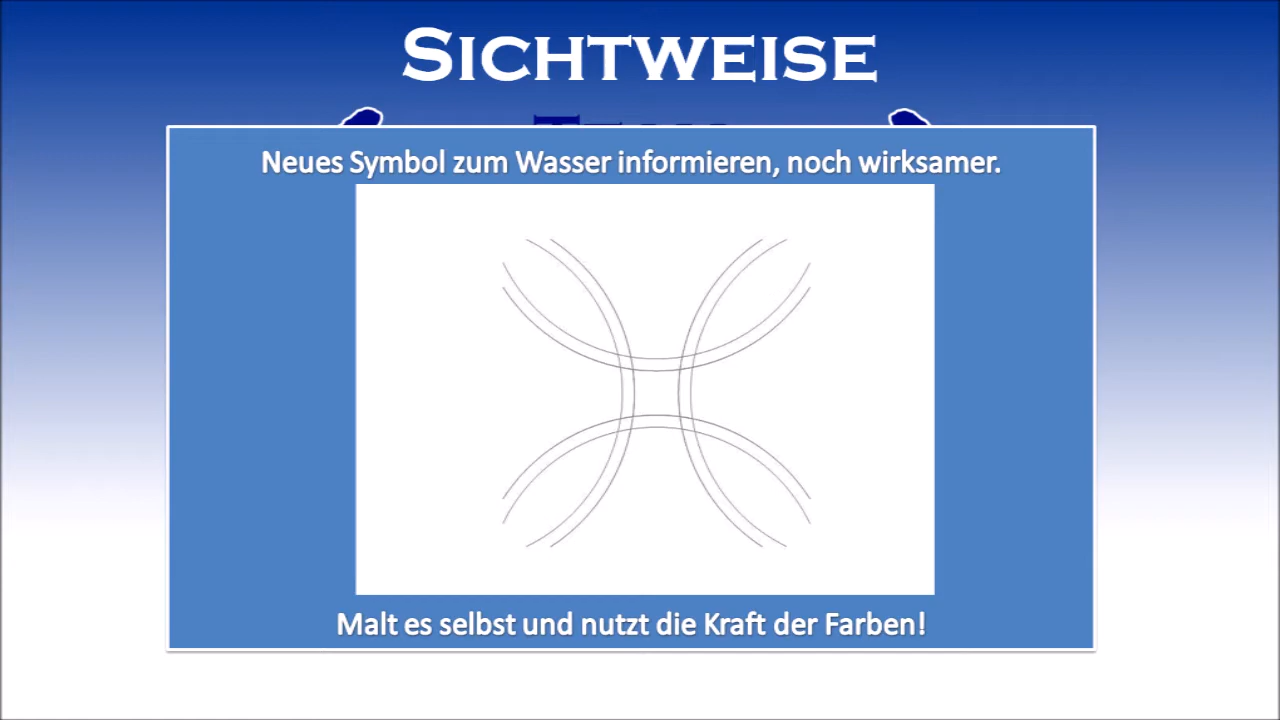 SICHTWEISE
Neues Symbol zum Wasser informieren, noch wirksamer.
Malt es selbst und nutzt die Kraft der Farben!